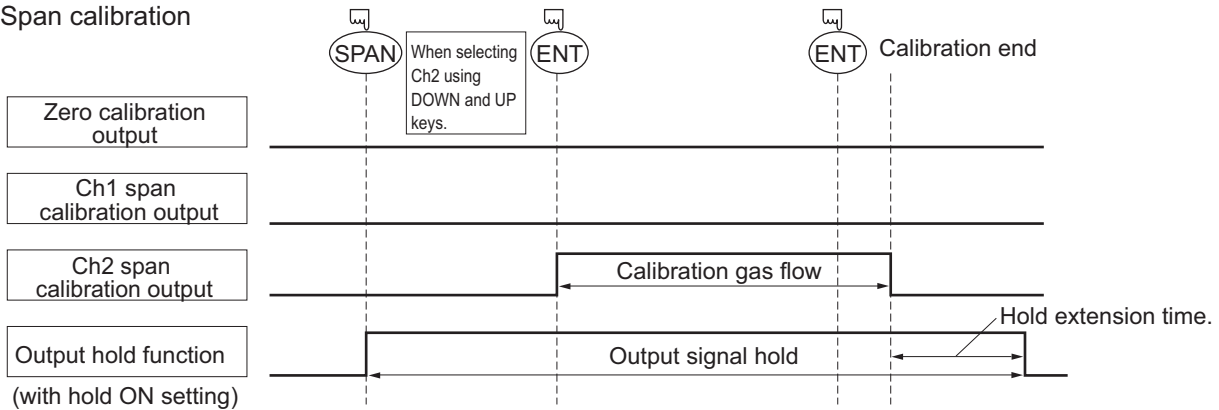 Span calibration
SPAN
When selecting
Ch2 using
DOWN and UP
keys.
ENT
ENT
Calibration end
Zero calibration
output
Ch1 span
calibration output
Ch2 span
calibration output
Calibration gas flow
Hold extension time.
Output hold function
Output signal hold
(with hold ON setting)